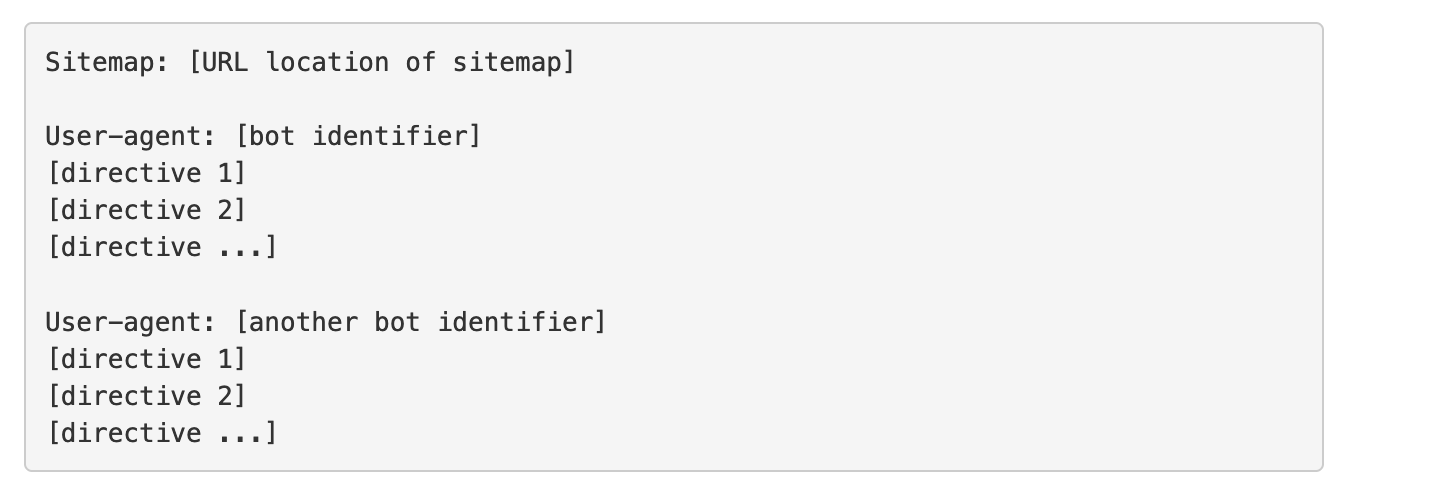 Sitemap: [URL location of sitemap]
User-agent: [bot identifier]
[directive 1]
[directive 2]
[directive ...]
User-agent: [another bot identifier]
[directive 1]
[directive 2]
[directive ...]